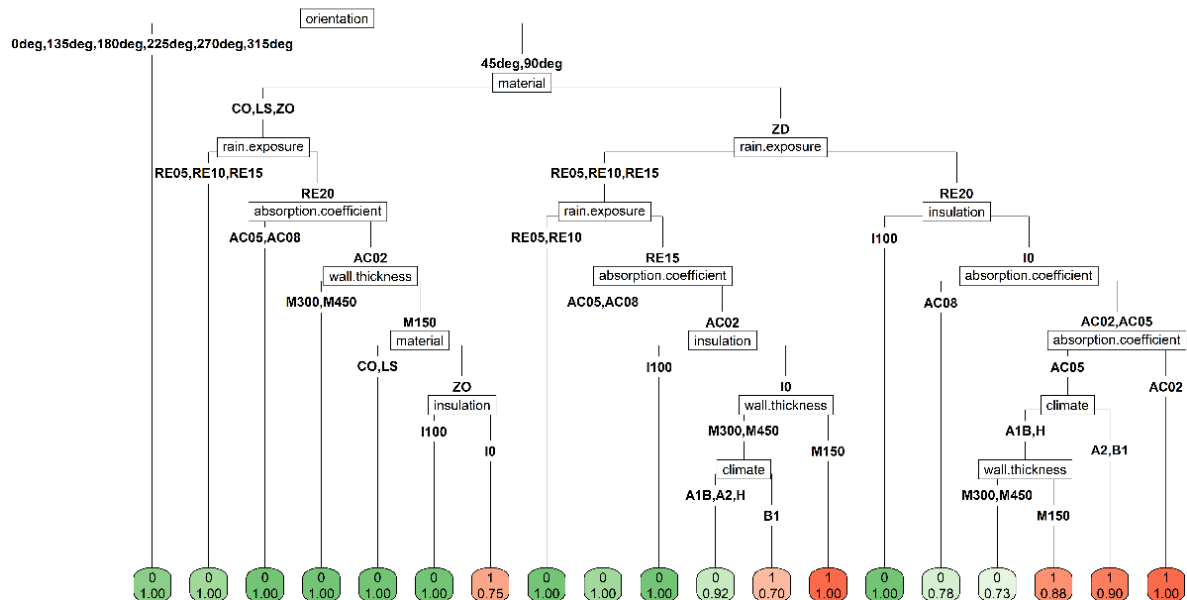 orientation
0deg,135deg,180deg,225deg,270deg,315deg
45deg,90deg
material
CO,LS,ZO
ZD
rain.exposure
rain.exposure
RE05,RE10,RE15
RE05,RE10,RE15
RE20
RE20
absorption.coefficient
rain.exposure
insulation
AC05,AC08
RE05,RE10
I100
AC02
RE15
I0
wall.thickness
absorption.coefficient
absorption.coefficient
M300,M450
AC05,AC08
AC08
M150
AC02
AC02,AC05
material
insulation
absorption.coefficient
CO,LS
I100
AC05
AC02
ZO
I0
insulation
wall.thickness
climate
I100
M300,M450
A1B,H
I0
M150
A2,B1
climate
wall.thickness
A1B,A2,H
M300,M450
B1
M150
0 0 0 0 0 0 1 0 0 0 0 1 1 0 0 0 1 1 1
1.00 1.00 1.00 1.00 1.00 1.00 0.75 1.00 1.00 1.00 0.92 0.70 1.00 1.00 0.78 0.73 0.88 0.90 1.00